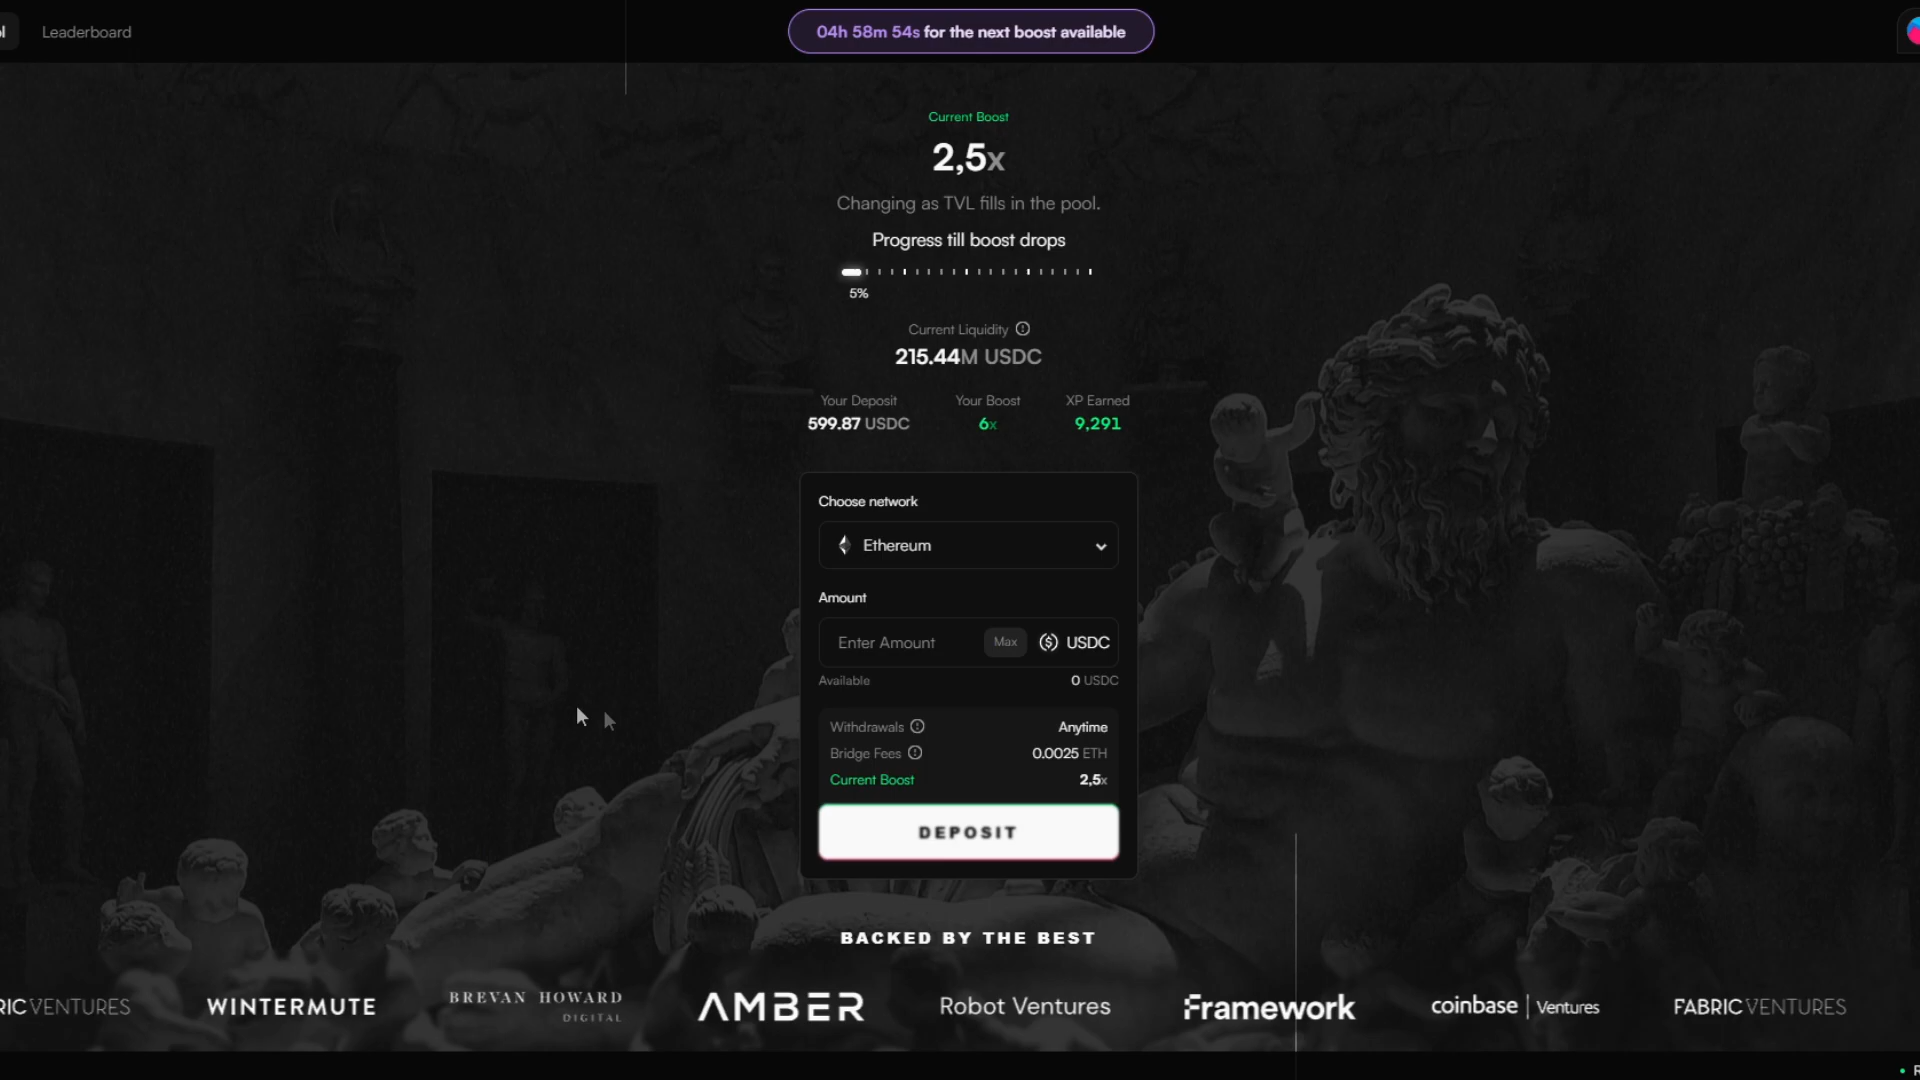 Leaderboard
04h 58m 54s for the next boost available
Current Boost
2,5x
Changing as TVL fills in the pool.
Progress till boost drops
5%
Current Liquidity
215.44M USDC
Your Deposit Your Boost XP Earned
599.87 USDC 6x 9,291
Choose network
Ethereum
Amount
Enter Amount Max USDC
Available 0 USDC
Withdrawals Anytime
Bridge Fees 0.0025 ETH
Current Boost 2,5x
DEPOSIT
BACKED BY THE BEST
RIC VENTURES WINTERMUTE BREVAN HOWARD DIGITAL AMBER Robot Ventures Framework coinbase | Ventures FABRIC VENTURES